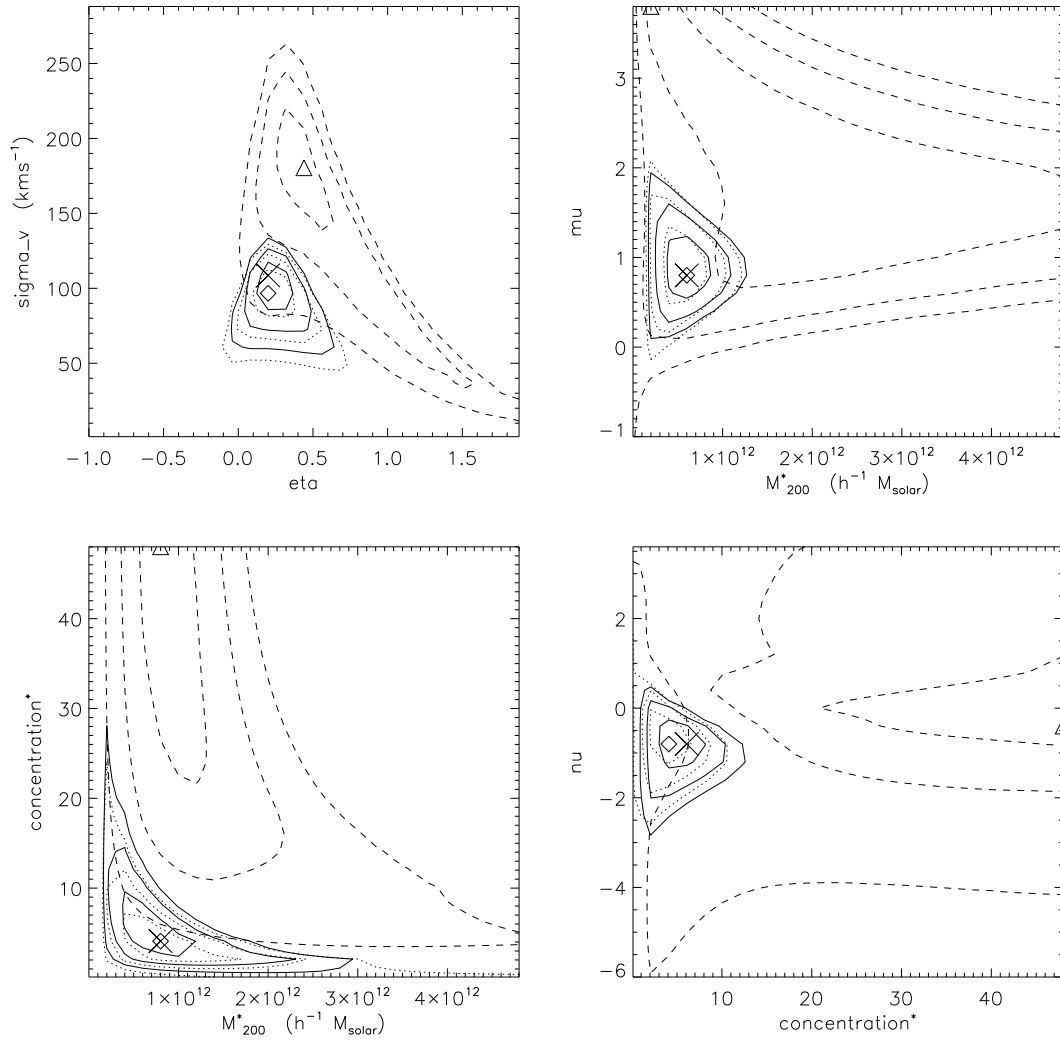 250
200
150
100
50
sigma_v (kms⁻¹)
−1.0 −0.5 0.0 0.5 1.0 1.5
eta
3
2
1
0
−1
mu
1×10¹² 2×10¹² 3×10¹² 4×10¹²
M*₂₀₀ (h⁻¹ M_solar)
40
30
20
10
concentration*
1×10¹² 2×10¹² 3×10¹² 4×10¹²
M*₂₀₀ (h⁻¹ M_solar)
2
0
−2
−4
−6
nu
10 20 30 40
concentration*